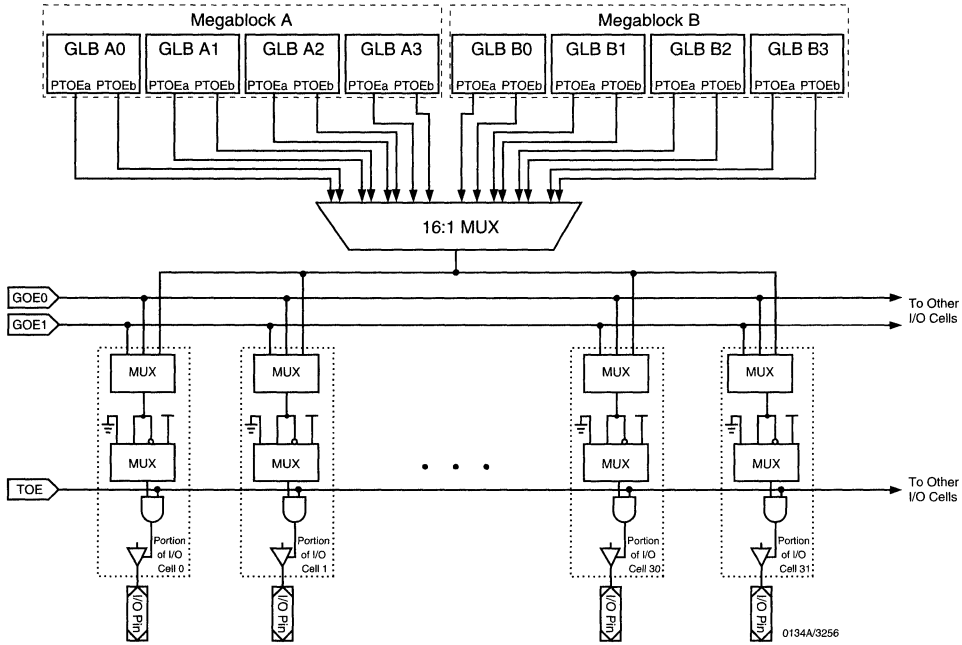 Megablock A
Megablock B
GLB A0
GLB A1
GLB A2
GLB A3
GLB B0
GLB B1
GLB B2
GLB B3
PTOEa PTOEb
PTOEa PTOEb
PTOEa PTOEb
PTOEa PTOEb
PTOEa PTOEb
PTOEa PTOEb
PTOEa PTOEb
PTOEa PTOEb
16:1 MUX
GOE0
GOE1
To Other
I/O Cells
MUX
MUX
MUX
MUX
MUX
MUX
MUX
MUX
TOE
To Other
I/O Cells
Portion
of I/O
Cell 0
Portion
of I/O
Cell 1
Portion
of I/O
Cell 30
Portion
of I/O
Cell 31
I/O Pin
I/O Pin
I/O Pin
I/O Pin
0134A/3256